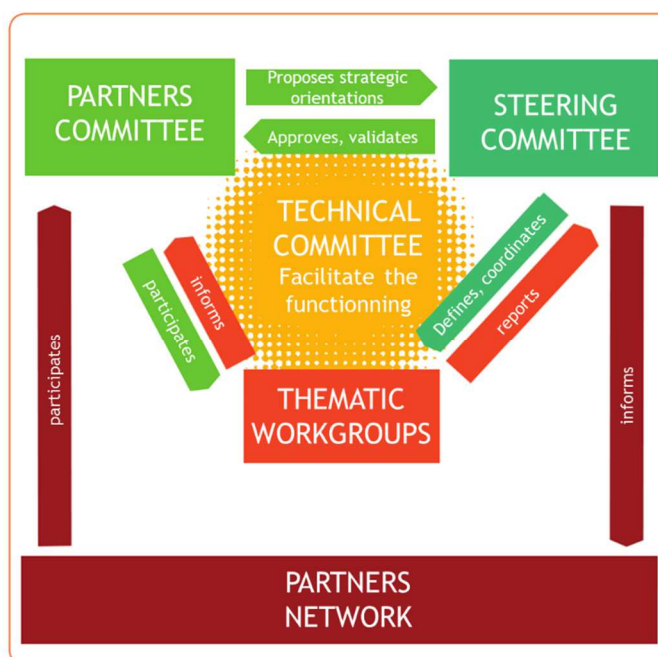 PARTNERS
COMMITTEE
Proposes strategic
orientations
Approves, validates
STEERING
COMMITTEE
TECHNICAL
COMMITTEE
Facilitate the
functionning
participates
informs
Defines, coordinates
reports
participates
informs
THEMATIC
WORKGROUPS
PARTNERS
NETWORK